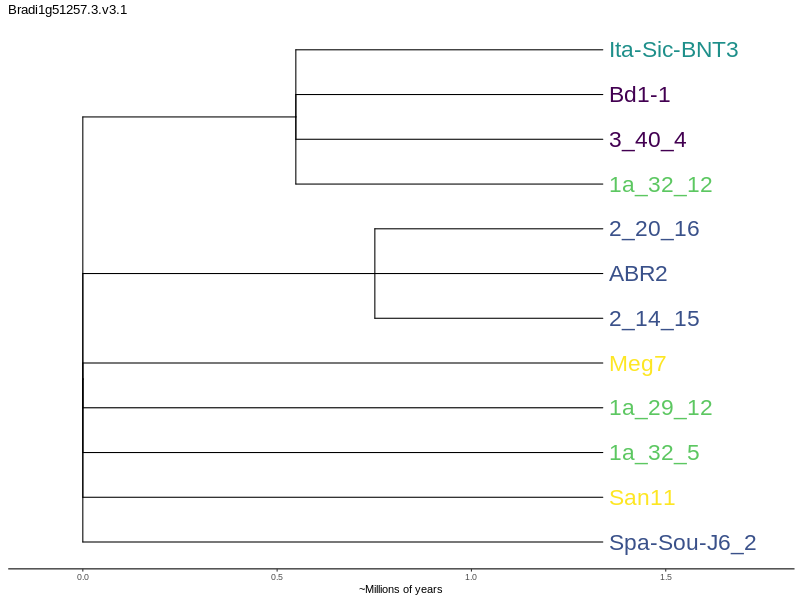 Bradi1g51257.3.v3.1
Ita-Sic-BNT3
Bd1-1
3_40_4
1a_32_12
2_20_16
ABR2
2_14_15
Meg7
1a_29_12
1a_32_5
San11
Spa-Sou-J6_2
0.0 0.5 1.0 1.5
~Millions of years